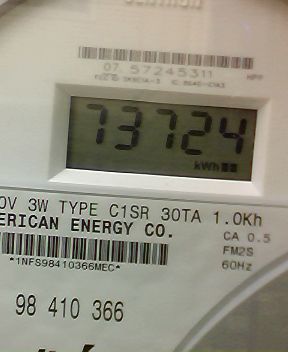 07 57245311
HPP
73724
kWh
0V 3W TYPE C1SR 30TA 1.0Kh
ERICAN ENERGY CO.
CA 0.5
FM2S
60Hz
*1NFS98410366MEC*
98 410 366